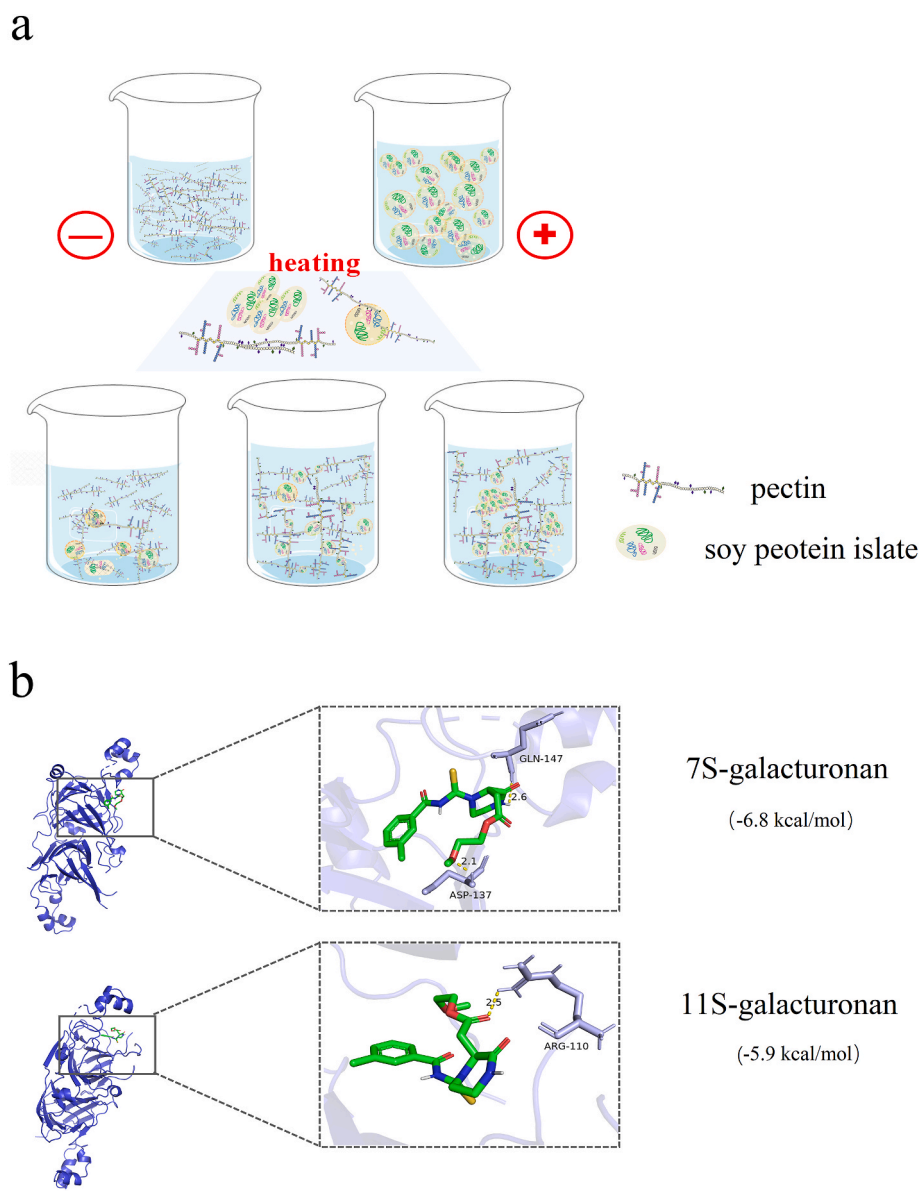 a
heating
pectin
soy peotein islate
b
GLN-147
2.6
2.1
ASP-137
7S-galacturonan
(-6.8 kcal/mol)
2.5
ARG-110
11S-galacturonan
(-5.9 kcal/mol)